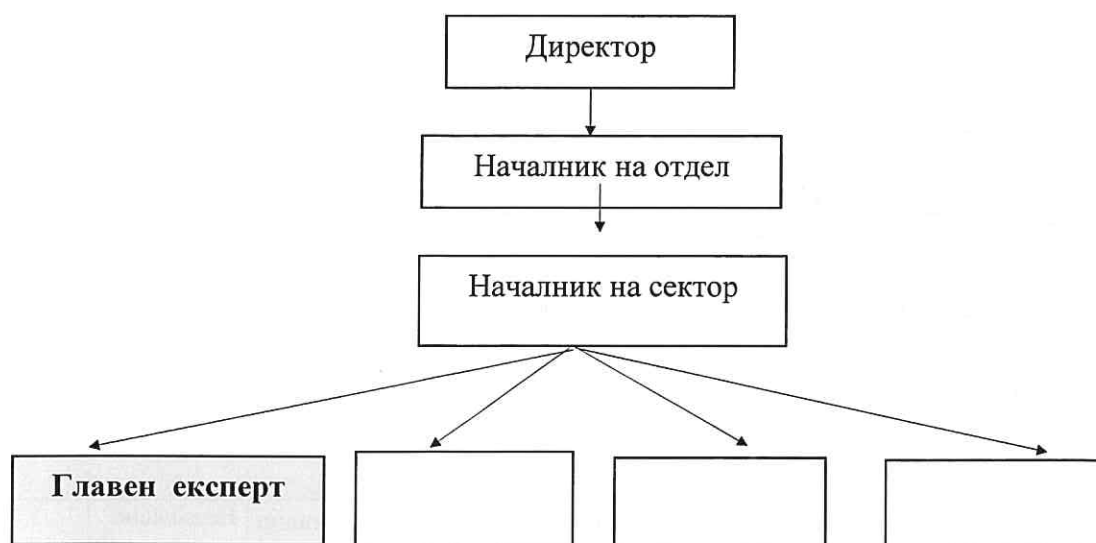 Директор
Началник на отдел
Началник на сектор
Главен експерт